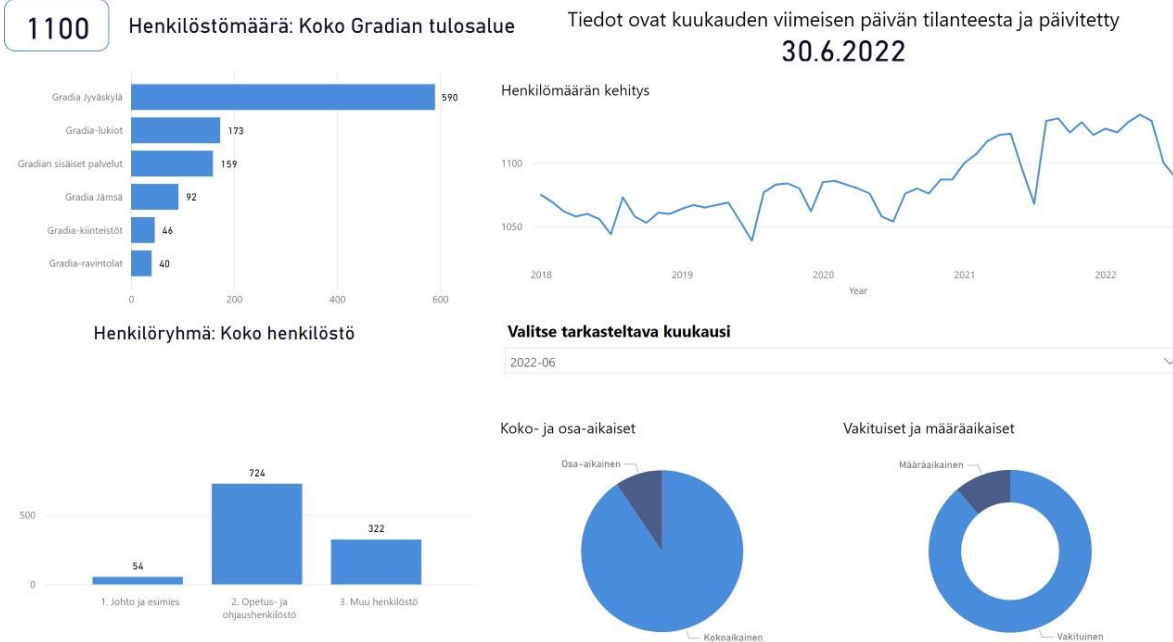 1100
Henkilöstömäärä: Koko Gradian tulosalue
Tiedot ovat kuukauden viimeisen päivän tilanteesta ja päivitetty
30.6.2022
Gradia Jyväskylä
590
Gradia-lukiot
173
Gradian sisäiset palvelut
159
Gradia Jämsä
92
Gradia-kiinteistöt
46
Gradia-ravintolat
40
0
200
400
600
Henkilömäärän kehitys
1100
1050
2018
2019
2020
2021
2022
Year
Henkilöryhmä: Koko henkilöstö
Valitse tarkasteltava kuukausi
2022-06
500
0
54
724
322
1. Johto ja esimies
2. Opetus- ja
ohjaushenkilöstö
3. Muu henkilöstö
Koko- ja osa-aikaiset
Osa-aikainen
Kokoaikainen
Vakituiset ja määräaikaiset
Määräaikainen
Vakituinen